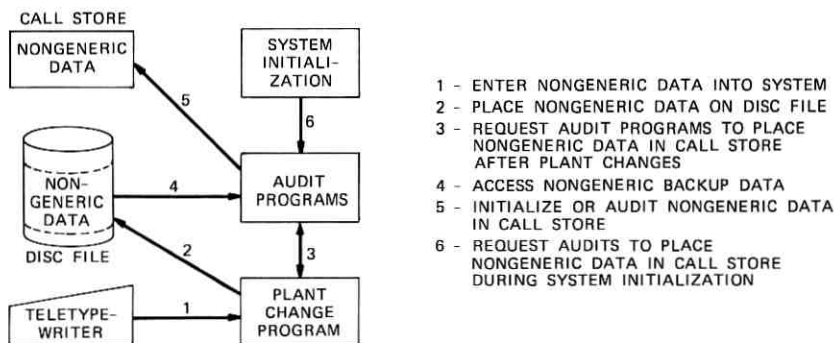 CALL STORE
NONGENERIC
DATA
SYSTEM
INITIALI-
ZATION
5
6
NON-
GENERIC
DATA
4
AUDIT
PROGRAMS
DISC FILE
2
3
TELETYPE-
WRITER
1
PLANT
CHANGE
PROGRAM
1 - ENTER NONGENERIC DATA INTO SYSTEM
2 - PLACE NONGENERIC DATA ON DISC FILE
3 - REQUEST AUDIT PROGRAMS TO PLACE
NONGENERIC DATA IN CALL STORE
AFTER PLANT CHANGES
4 - ACCESS NONGENERIC BACKUP DATA
5 - INITIALIZE OR AUDIT NONGENERIC DATA
IN CALL STORE
6 - REQUEST AUDITS TO PLACE
NONGENERIC DATA IN CALL STORE
DURING SYSTEM INITIALIZATION